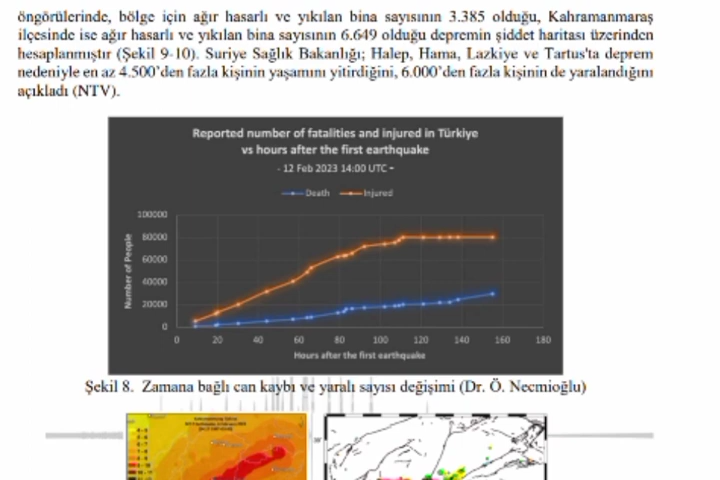 öngörülerinde, bölge için ağır hasarlı ve yıkılan bina sayısının 3.385 olduğu, Kahramanmaraş
ilçesinde ise ağır hasarlı ve yıkılan bina sayısının 6.649 olduğu depremin şiddet haritası üzerinden
hesaplanmıştır (Şekil 9-10). Suriye Sağlık Bakanlığı; Halep, Hama, Lazkiye ve Tartus'ta deprem
nedeniyle en az 4.500'den fazla kişinin yaşamını yitirdiğini, 6.000'den fazla kişinin de yaralandığını
açıkladı (NTV).
Reported number of fatalities and injured in Türkiye
vs hours after the first earthquake
- 12 Feb 2023 14:00 UTC -
Death Injured
Number of People
100000
80000
60000
40000
20000
0
0 20 40 60 80 100 120 140 160 180
Hours after the first earthquake
Şekil 8. Zamana bağlı can kaybı ve yaralı sayısı değişimi (Dr. Ö. Necmioğlu)